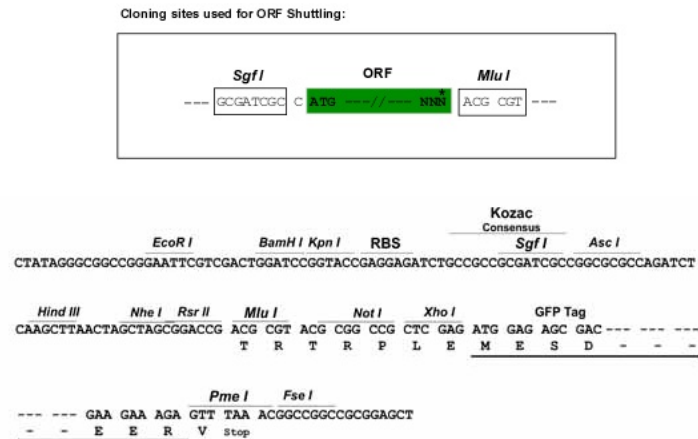 Cloning sites used for ORF Shuttling:
Sgf I ORF Mlu I
--- GCGATCGC C ATG ---//--- NNN* ACG CGT ---
Kozac
Consensus
EcoR I BamH I Kpn I RBS Sgf I Asc I
CTATAGGGCGGCCGGGAATTCGTCGACTGGATCCGGTACCGAGGAGATCTGCCGCCGCGATCGCCGGCGCGCCAGATCT
Hind III Nhe I Rsr II Mlu I Not I Xho I GFP Tag
CAAGCTTAACTAGCTAGCGGACCG ACG CGT ACG CGG CCG CTC GAG ATG GAG AGC GAC--- --- ---
T R T R P L E M E S D - - -
Pme I Fse I
--- --- GAA GAA AGA GTT TAA ACGGCCGGCCGCGGAGCT
- - E E R V Stop